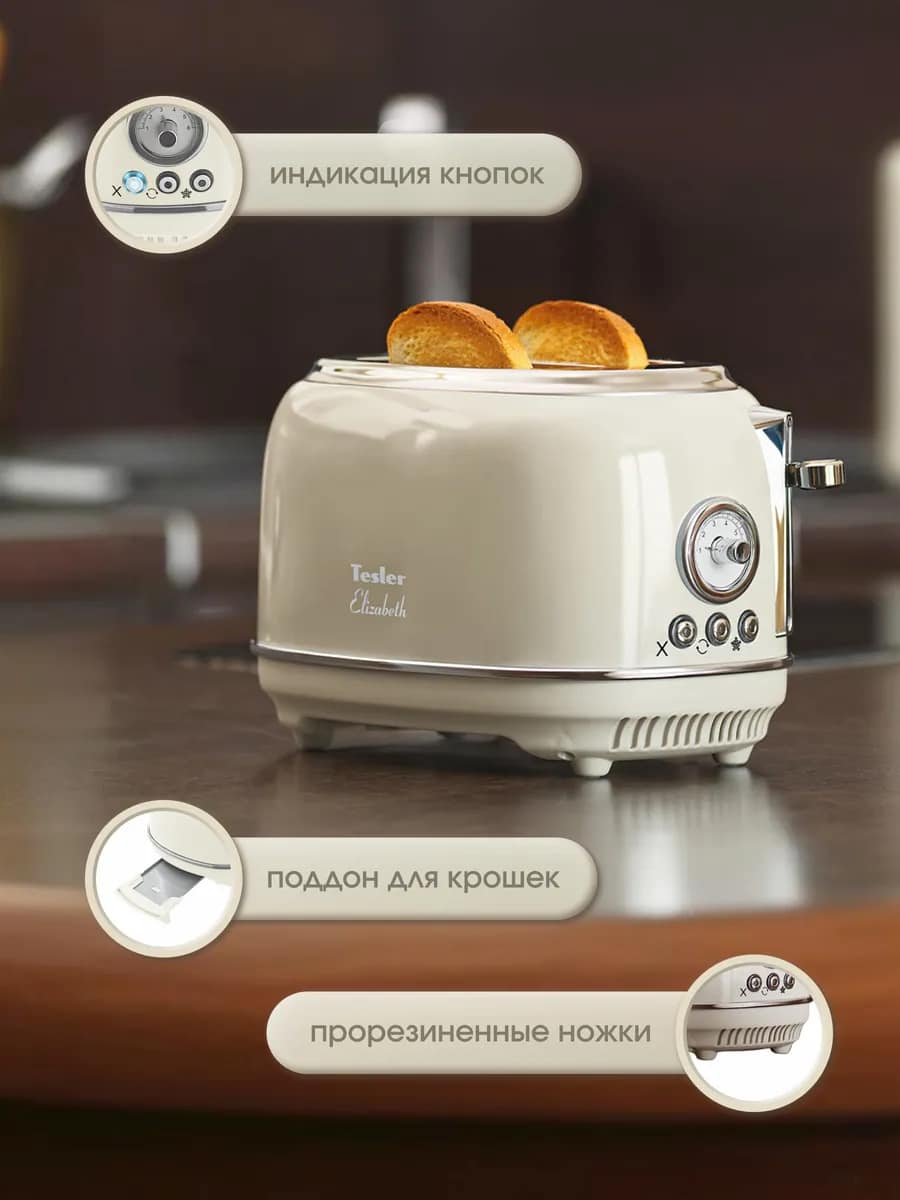 индикация кнопок
Tesler
Elizabeth
поддон для крошек
прорезиненные ножки